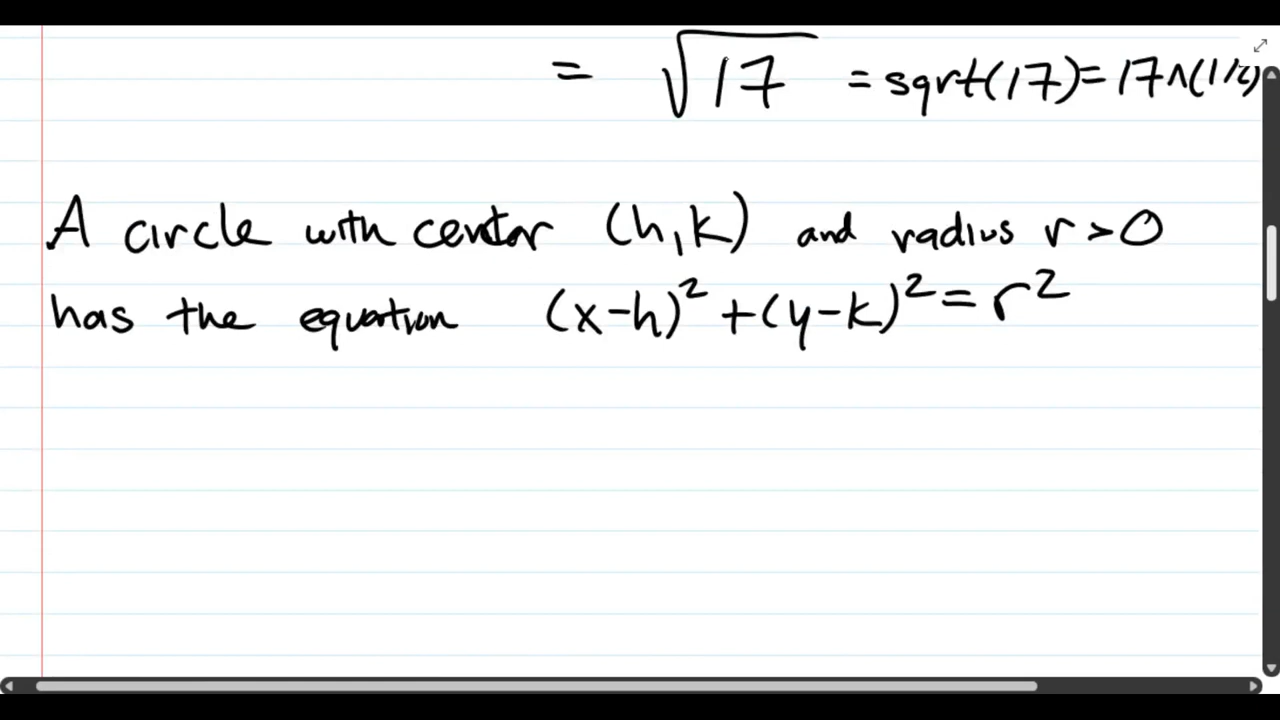 = √17 = sqrt(17) = 17^(1/2)
A circle with center (h,k) and radius r > 0
has the equation (x-h)² + (y-k)² = r²